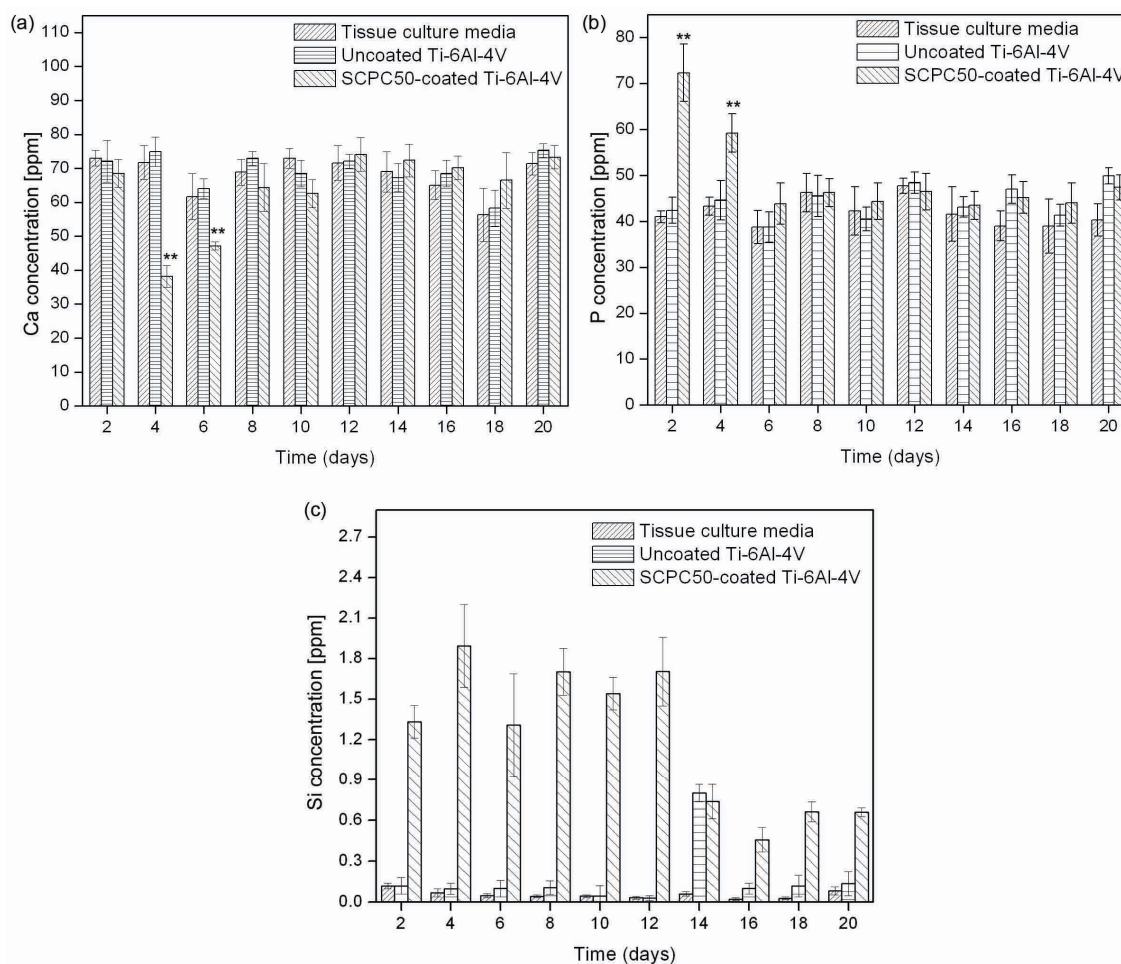 (a)
Tissue culture media
Uncoated Ti-6Al-4V
SCPC50-coated Ti-6Al-4V
110
100
90
80
70
60
50
40
30
20
10
0
Ca concentration [ppm]
**
**
2 4 6 8 10 12 14 16 18 20
Time (days)
(b)
Tissue culture media
Uncoated Ti-6Al-4V
SCPC50-coated Ti-6Al-4V
80
70
60
50
40
30
20
10
0
P concentration [ppm]
**
**
2 4 6 8 10 12 14 16 18 20
Time (days)
(c)
Tissue culture media
Uncoated Ti-6Al-4V
SCPC50-coated Ti-6Al-4V
2.7
2.4
2.1
1.8
1.5
1.2
0.9
0.6
0.3
0.0
Si concentration [ppm]
2 4 6 8 10 12 14 16 18 20
Time (days)